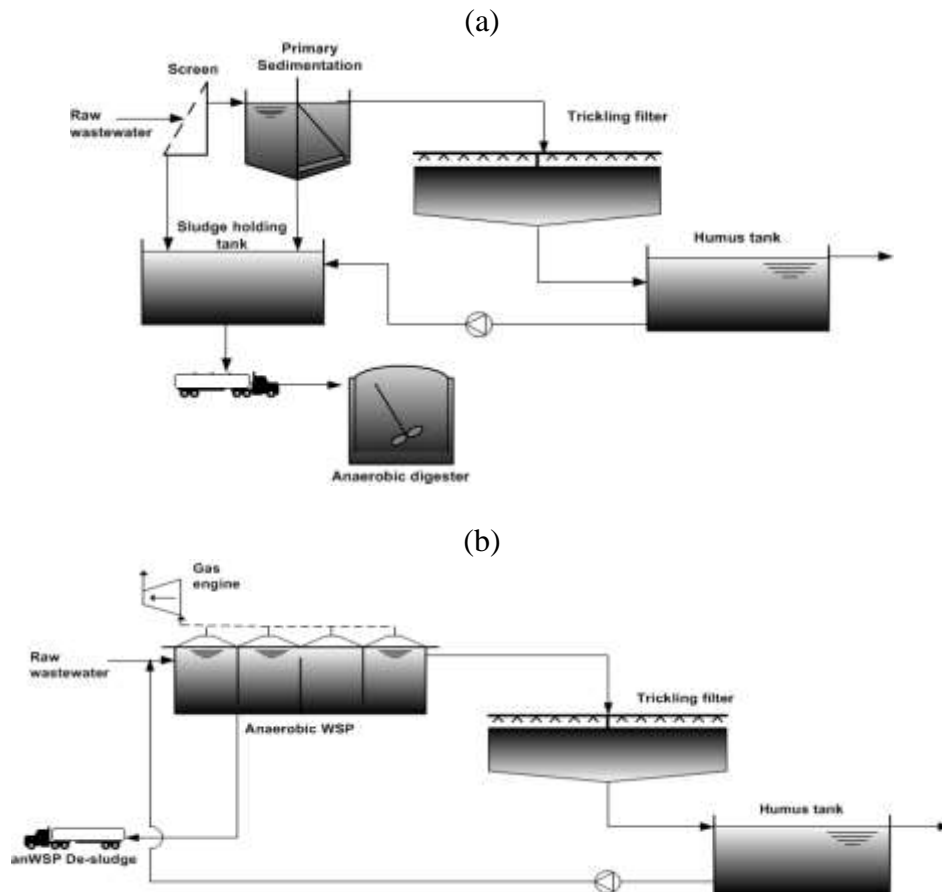 (a)
Primary
Sedimentation
Screen
Raw
wastewater
Trickling filter
Sludge holding
tank
Humus tank
Anaerobic digester
(b)
Gas
engine
Raw
wastewater
Trickling filter
Anaerobic WSP
Humus tank
anWSP De-sludge